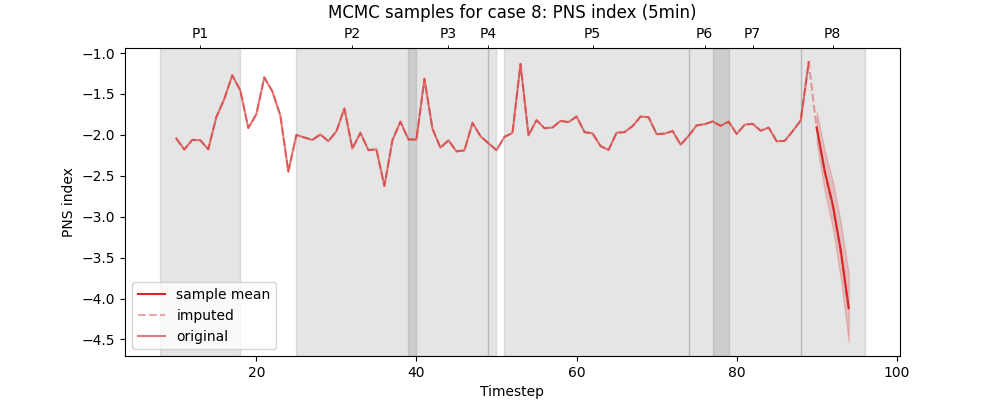 MCMC samples for case 8: PNS index (5min)
P1 P2 P3 P4 P5 P6 P7 P8
−1.0
−1.5
−2.0
−2.5
−3.0
−3.5
−4.0
−4.5
PNS index
sample mean
imputed
original
20 40 60 80 100
Timestep